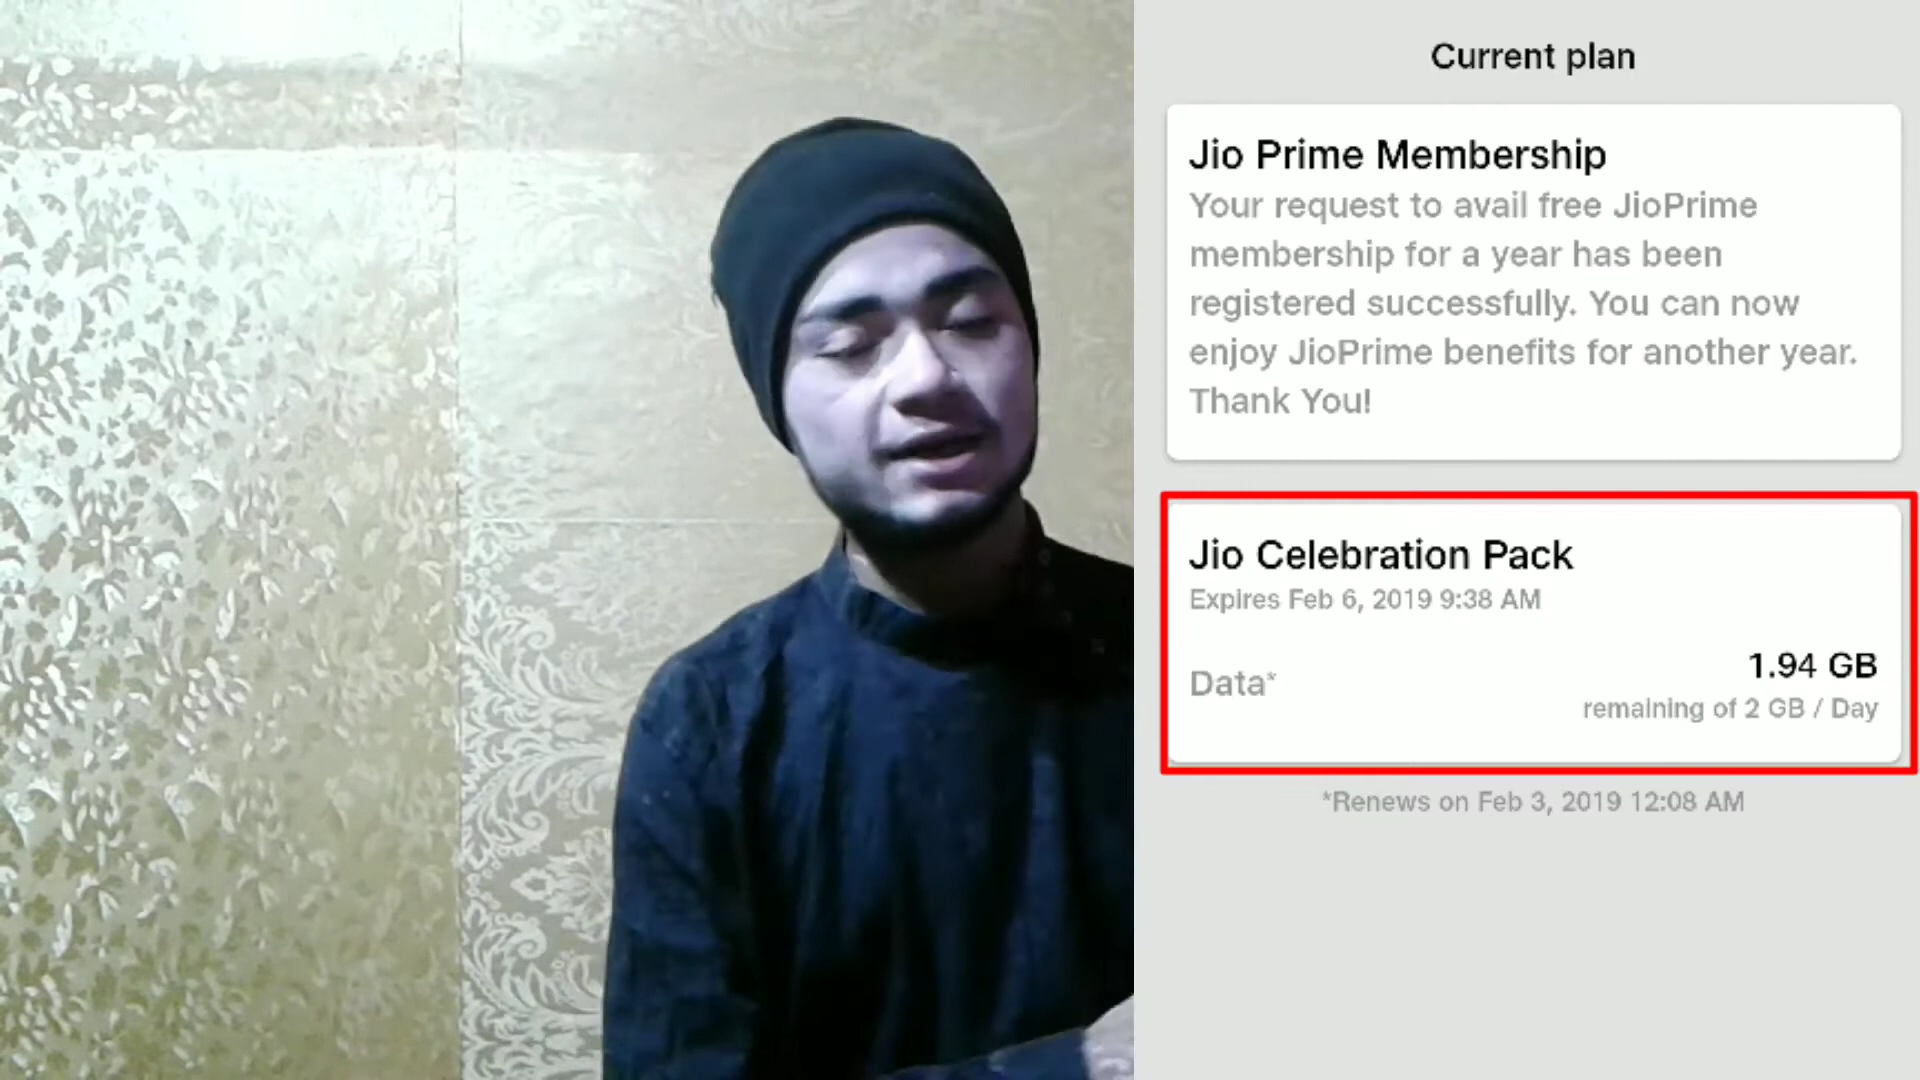 Current plan
Jio Prime Membership
Your request to avail free JioPrime
membership for a year has been
registered successfully. You can now
enjoy JioPrime benefits for another year.
Thank You!
Jio Celebration Pack
Expires Feb 6, 2019 9:38 AM
Data*
1.94 GB
remaining of 2 GB / Day
*Renews on Feb 3, 2019 12:08 AM